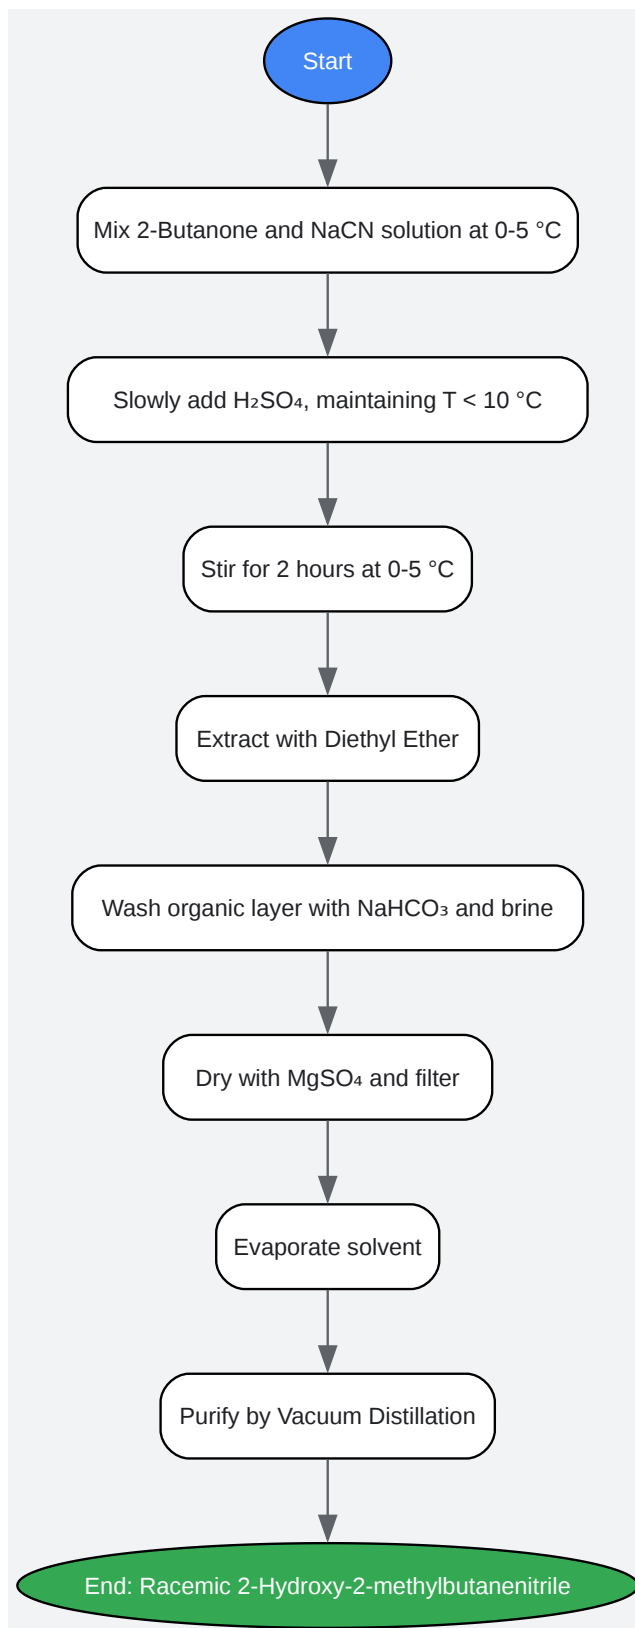 Start
Mix 2-Butanone and NaCN solution at 0-5 °C
Slowly add H₂SO₄, maintaining T < 10 °C
Stir for 2 hours at 0-5 °C
Extract with Diethyl Ether
Wash organic layer with NaHCO₃ and brine
Dry with MgSO₄ and filter
Evaporate solvent
Purify by Vacuum Distillation
End: Racemic 2-Hydroxy-2-methylbutanenitrile